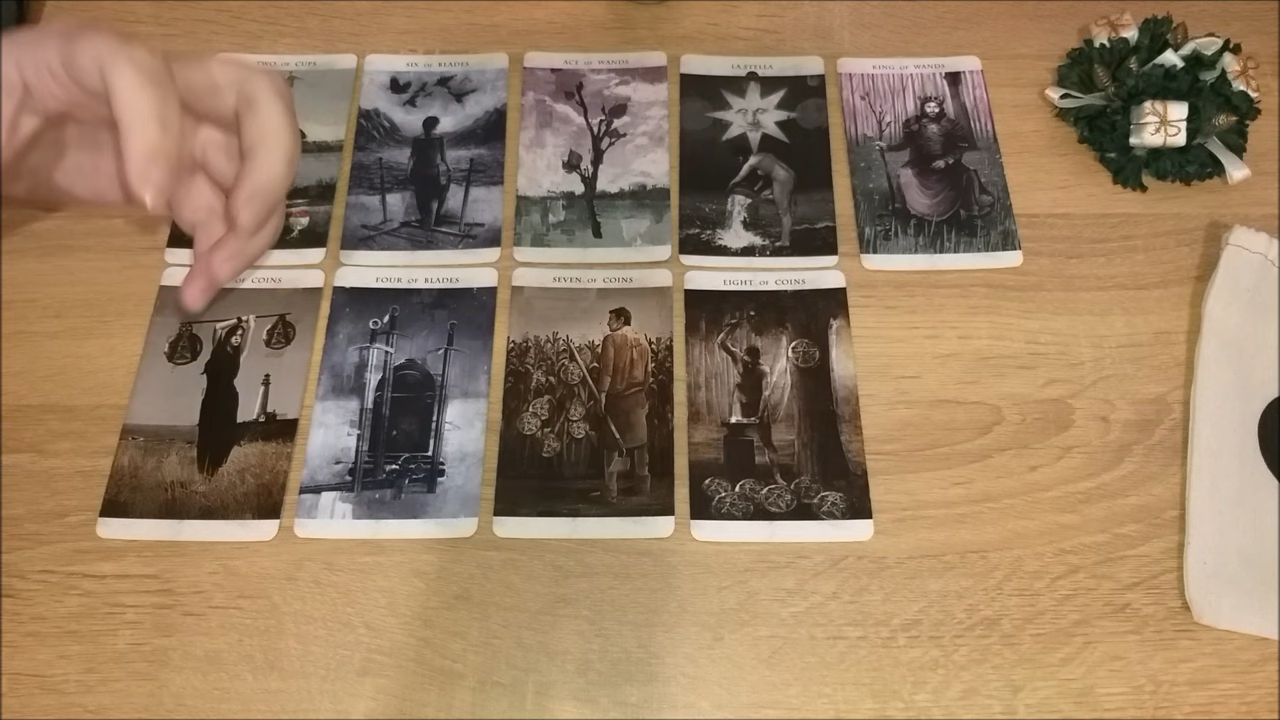 TWO OF CUPS
SIX OF BLADES
ACE OF WANDS
LA STELLA
KING OF WANDS
OF COINS
FOUR OF BLADES
SEVEN OF COINS
EIGHT OF COINS